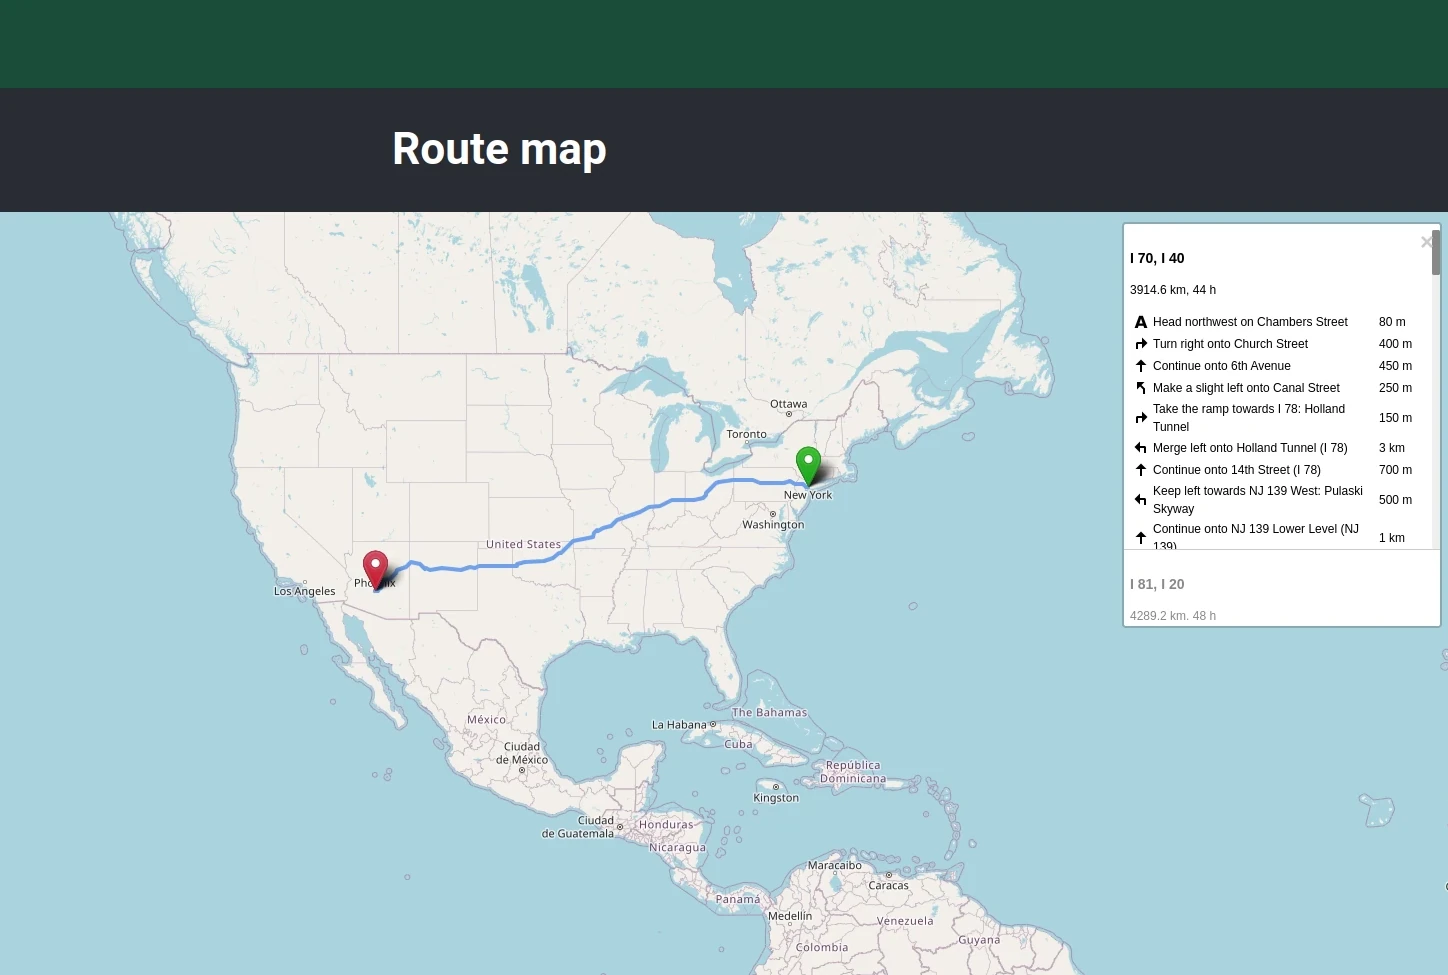 Route map
I 70, I 40
3914.6 km, 44 h
Head northwest on Chambers Street 80 m
Turn right onto Church Street 400 m
Continue onto 6th Avenue 450 m
Make a slight left onto Canal Street 250 m
Take the ramp towards I 78: Holland
Tunnel 150 m
Merge left onto Holland Tunnel (I 78) 3 km
Continue onto 14th Street (I 78) 700 m
Keep left towards NJ 139 West: Pulaski
Skyway 500 m
Continue onto NJ 139 Lower Level (NJ
139) 1 km
I 81, I 20
4289.2 km, 48 h
Ottawa
Toronto
New York
Washington
United States
Phoenix
Los Angeles
México
Ciudad
de México
La Habana
The Bahamas
Cuba
República
Dominicana
Kingston
Ciudad
de Guatemala
Honduras
Nicaragua
Maracaibo
Caracas
Panamá
Medellín
Venezuela
Guyana
Colombia